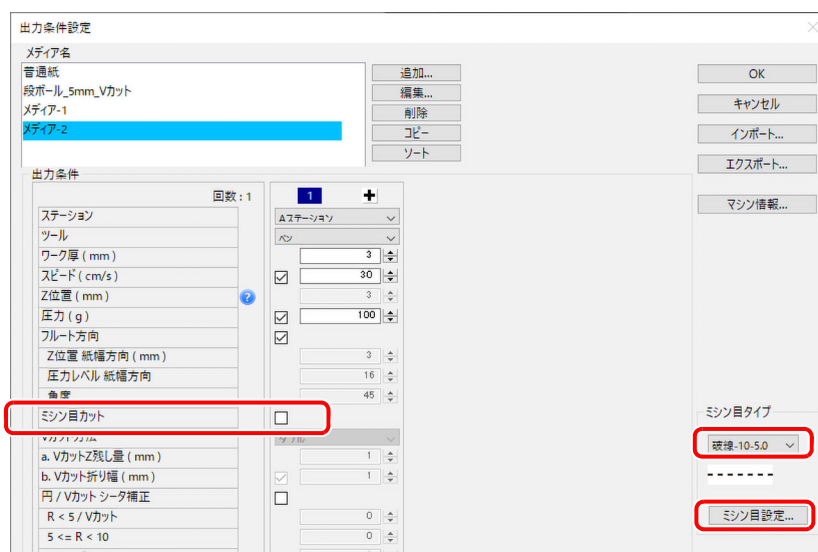 出力条件設定
メディア名
普通紙
段ボール_5mm_Vカット
メディア-1
メディア-2
追加...
編集...
削除
コピー
ソート
OK
キャンセル
インポート...
エクスポート...
マシン情報...
出力条件
回数 : 1
1
ステーション Aステーション
ツール ペン
ワーク厚 ( mm ) 3
スピード ( cm/s ) 30
Z位置 ( mm ) ? 3
圧力 ( g ) 100
フルート方向
Z位置 紙幅方向 ( mm ) 3
圧力レベル 紙幅方向 16
角度 45
ミシン目カット
Vカット方法
a. VカットZ残し量 ( mm ) 1
b. Vカット折り幅 ( mm ) 1
円 / Vカット シータ補正
R < 5 / Vカット 0
5 <= R < 10 0
ミシン目タイプ
破線-10-5.0
ミシン目設定...